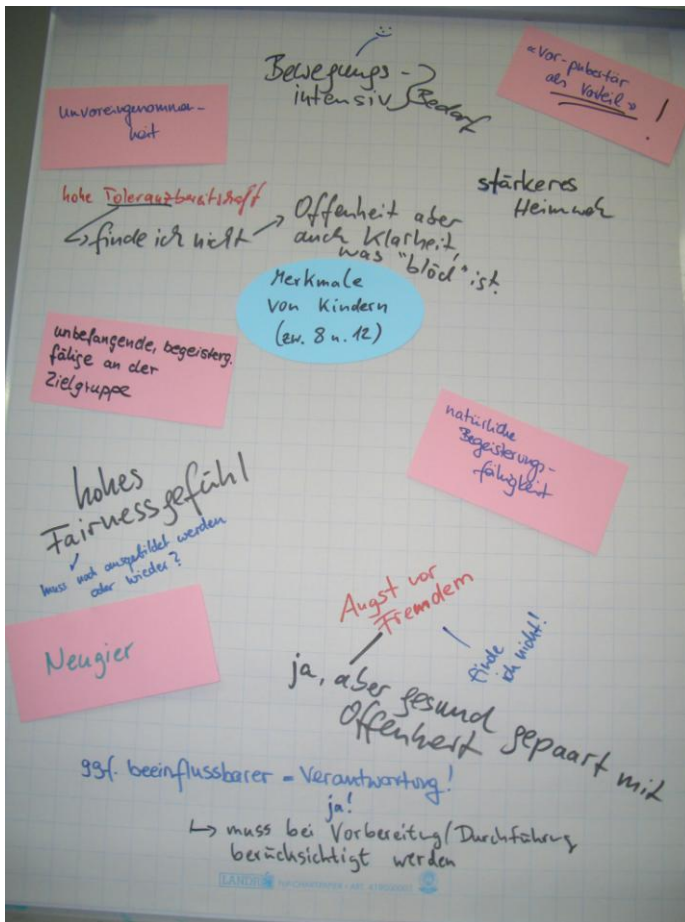 Bewegungs-
intensiv
Bedarf
«Vor-pubertär
als Vorteil»
!
Unvoreingenommen-
heit
hohe Toleranzbereitschaft
↳ finde ich nicht
→ Offenheit aber
auch Klarheit,
was "blöd" ist.
stärkeres
Heimweh
Merkmale
von Kindern
(zw. 8 u. 12)
unbefangende, begeisterg.
fähige an der
Zielgruppe
natürliche
Begeisterungs-
fähigkeit
hohes
Fairnessgefühl
muss noch ausgebildet werden
oder wieder?
Neugier
Angst vor
Fremdem
finde
ich nicht!
ja, aber gesund gepaart mit
Offenheit
ggf. beeinflussbarer = Verantwortung!
ja!
↳ muss bei Vorbereitung/Durchführung
berücksichtigt werden
LANDRÉ